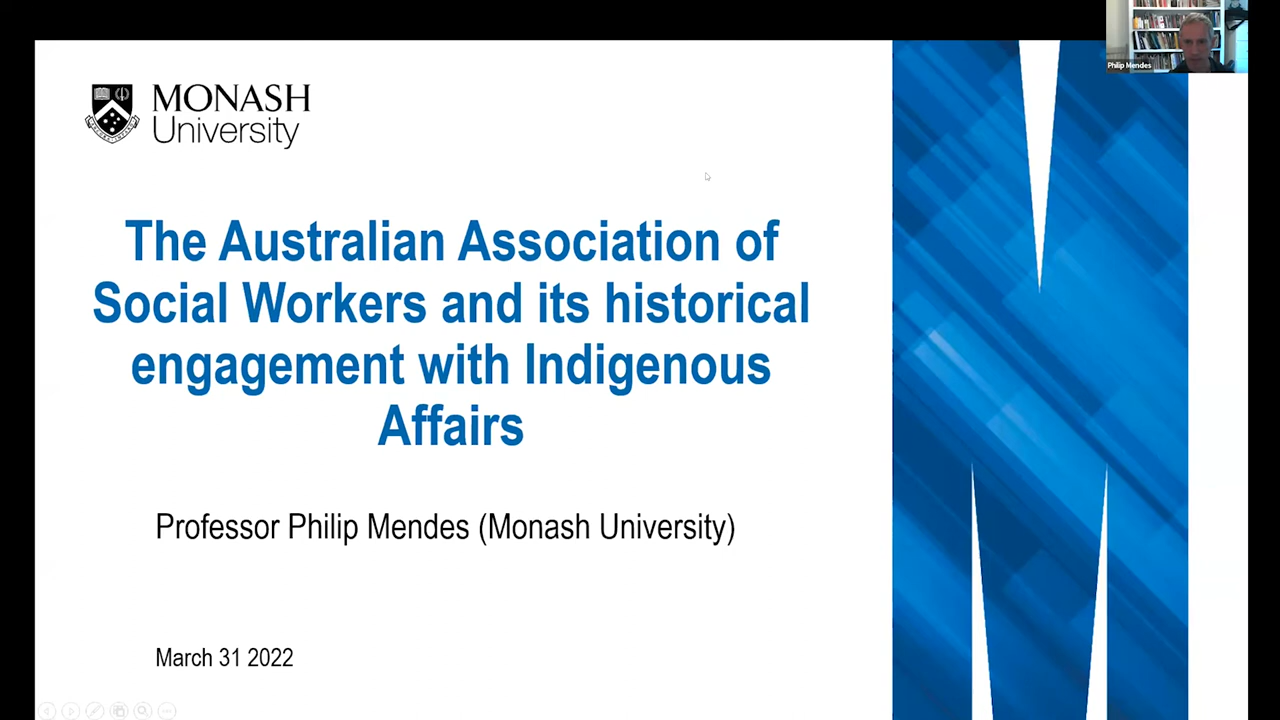 Philip Mendes
MONASH
University
The Australian Association of
Social Workers and its historical
engagement with Indigenous
Affairs
Professor Philip Mendes (Monash University)
March 31 2022